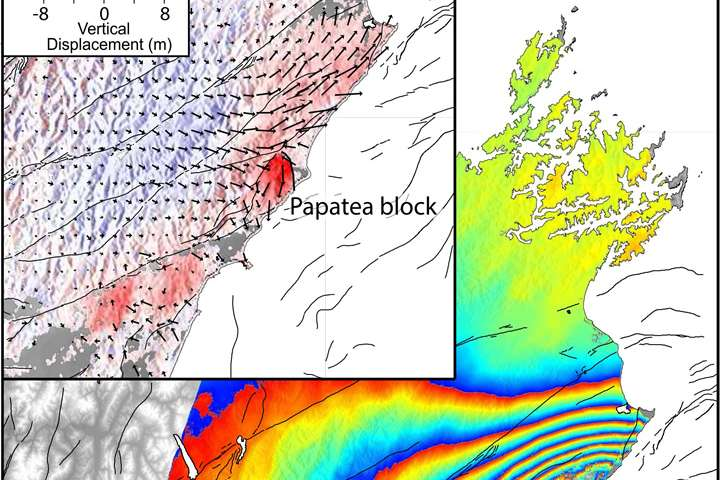 -8 0 8
Vertical
Displacement (m)
Papatea block